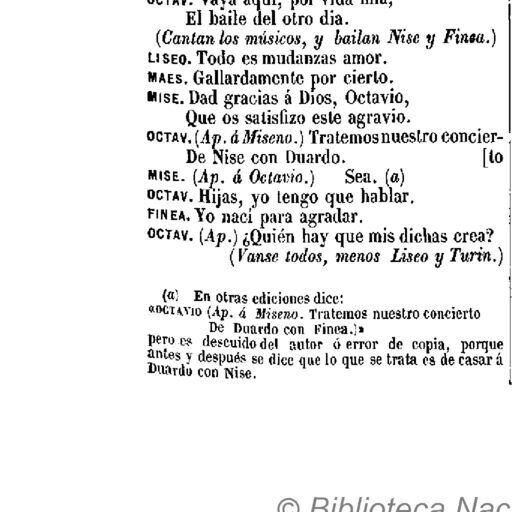 OCTAV. Vaya aquí, por vida mia,
El baile del otro dia.
(Cantan los músicos, y bailan Nise y Finea.)
LISEO. Todo es mudanzas amor.
MAES. Gallardamente por cierto.
MISE. Dad gracias á Dios, Octavio,
Que os satisfizo este agravio.
OCTAV. (Ap. á Miseno.) Tratemos nuestro concier-
De Nise con Duardo. [to
MISE. (Ap. á Octavio.) Sea. (a)
OCTAV. Hijas, yo tengo que hablar.
FINEA. Yo nací para agradar.
OCTAV. (Ap.) ¿Quién hay que mis dichas crea?
(Vanse todos, menos Liseo y Turin.)
(a) En otras ediciones dice:
«OCTAVIO (Ap. á Miseno. Tratemos nuestro concierto
De Duardo con Finea.)»
pero es descuido del autor ó error de copia, porque
antes y después se dice que lo que se trata es de casar á
Duardo con Nise.
© Biblioteca Nac